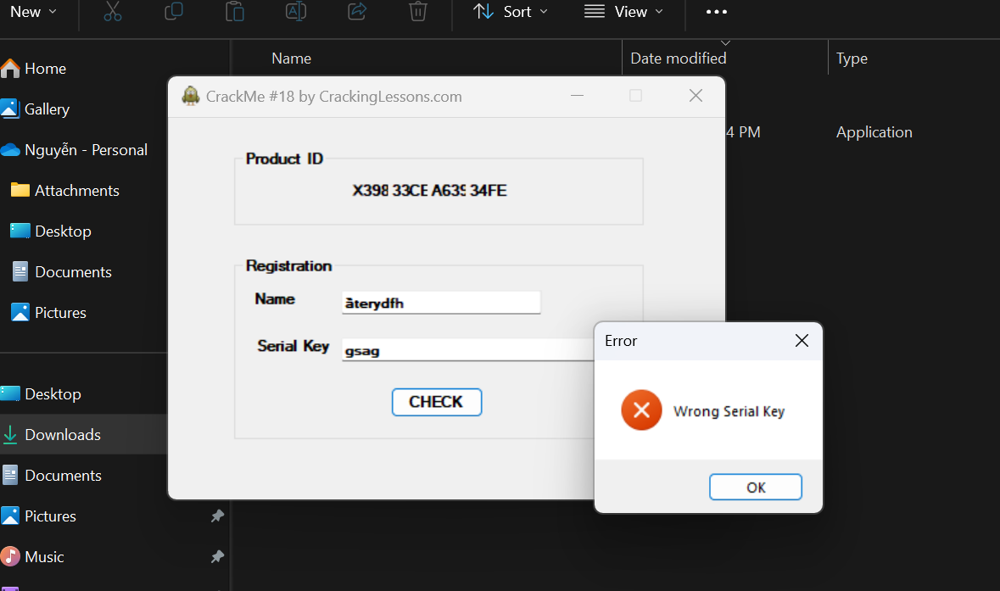 New Sort View
Name Date modified Type
Home
Gallery
Nguyễn - Personal
Attachments
Desktop
Documents
Pictures
Desktop
Downloads
Documents
Pictures
Music
4 PM Application
CrackMe #18 by CrackingLessons.com
Product ID
X398 33CE A639 34FE
Registration
Name
âterydfh
Serial Key gsag
CHECK
Error
Wrong Serial Key
OK